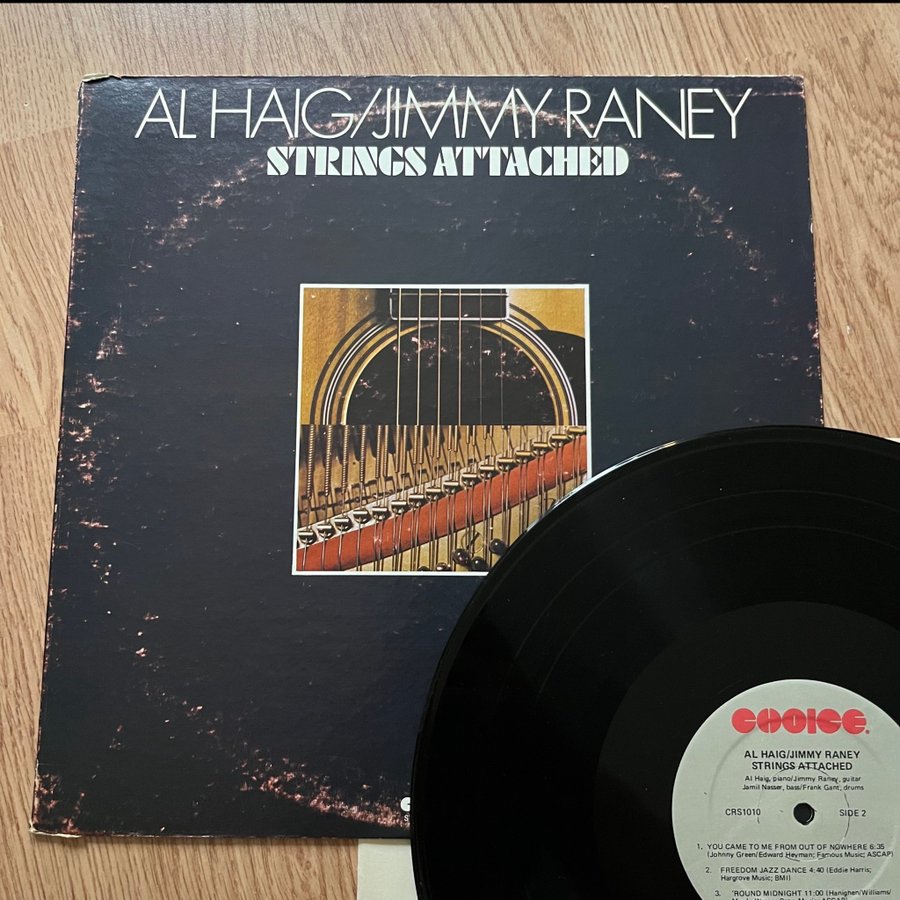 AL HAIG/JIMMY RANEY
STRINGS ATTACHED
CHOICE
AL HAIG/JIMMY RANEY
STRINGS ATTACHED
Al Haig, piano/Jimmy Raney, guitar
Jamil Nasser, bass/Frank Gant, drums
CRS1010 SIDE 2
1. YOU CAME TO ME FROM OUT OF NOWHERE 6:35
(Johnny Green/Edward Heyman; Famous Music; ASCAP)
2. FREEDOM JAZZ DANCE 4:40 (Eddie Harris;
Hargrove Music; BMI)
3. 'ROUND MIDNIGHT 11:00 (Hanighen/Williams/